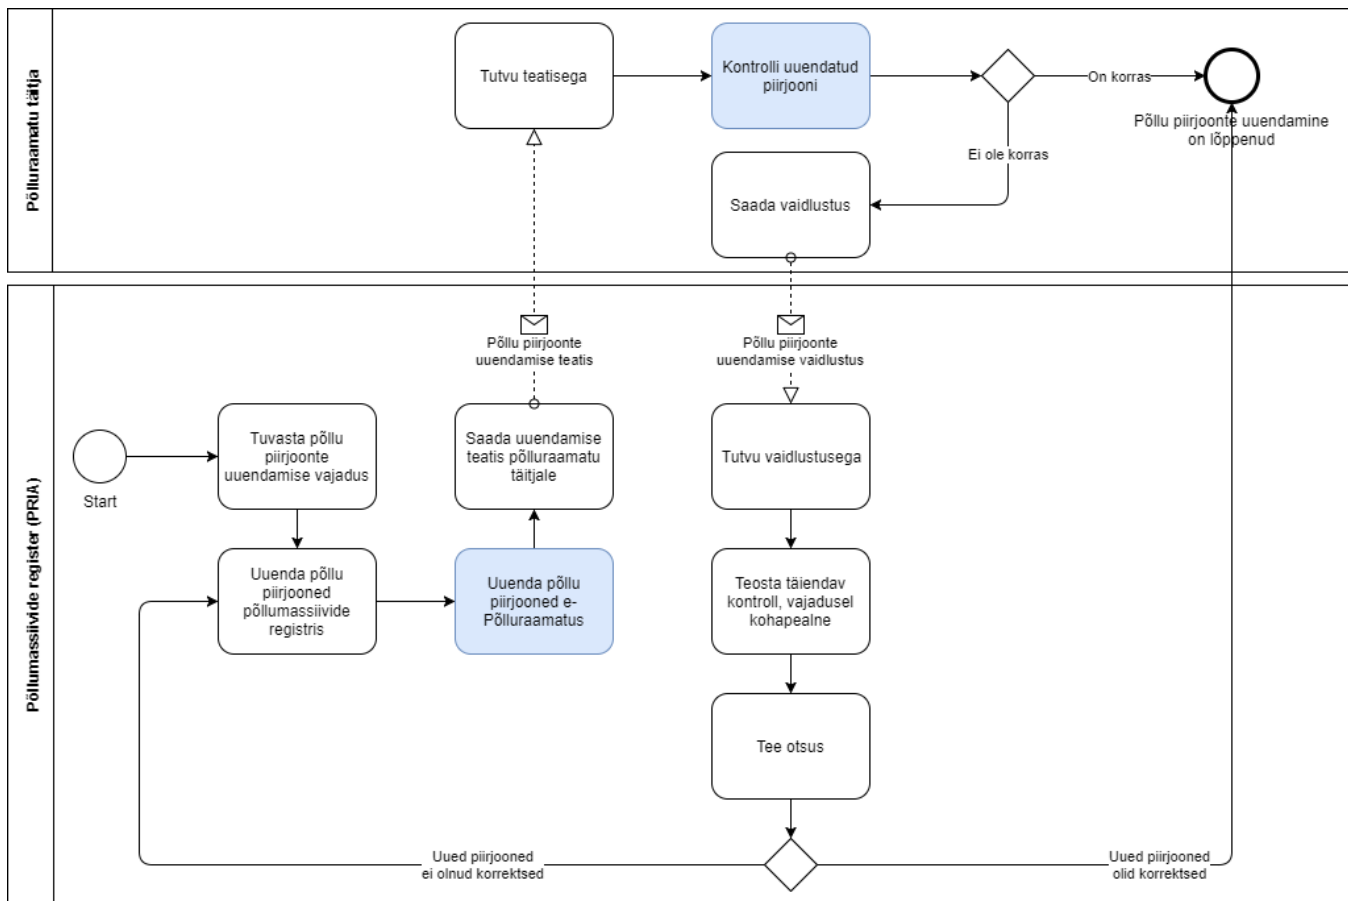 Põlluraamatu täitja
Tutvu teatisega
Kontrolli uuendatud
piirjooni
On korras
Põllu piirjoonte uuendamine
on lõppenud
Ei ole korras
Saada vaidlustus
Põllumassiivide register (PRIA)
Põllu piirjoonte
uuendamise teatis
Põllu piirjoonte
uuendamise vaidlustus
Start
Tuvasta põllu
piirjoonte
uuendamise vajadus
Saada uuendamise
teatis põlluraamatu
täitjale
Tutvu vaidlustusega
Uuenda põllu
piirjooned
põllumassiivide
registris
Uuenda põllu
piirjooned e-
Põlluraamatus
Teosta täiendav
kontroll, vajadusel
kohapealne
Tee otsus
Uued piirjooned
ei olnud korrektsed
Uued piirjooned
olid korrektsed